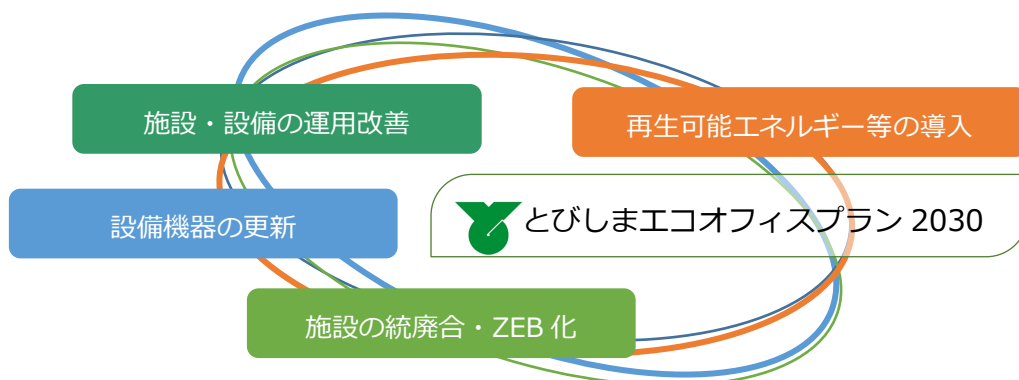 施設・設備の運用改善
再生可能エネルギー等の導入
設備機器の更新
とびしまエコオフィスプラン 2030
施設の統廃合・ZEB 化